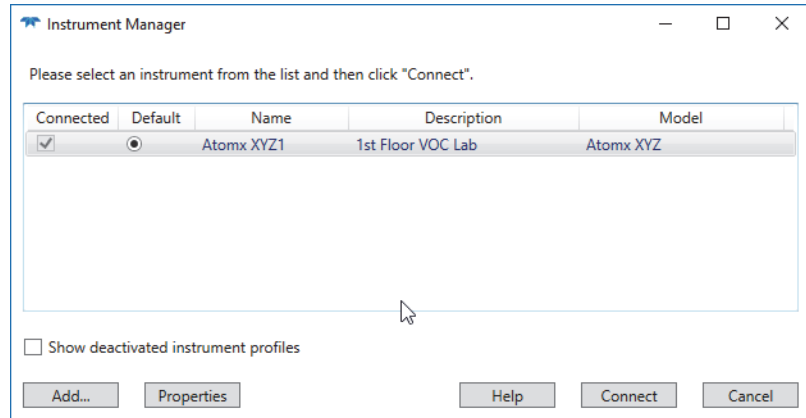 Instrument Manager
Please select an instrument from the list and then click "Connect".
Connected Default Name Description Model
Atomx XYZ1 1st Floor VOC Lab Atomx XYZ
Show deactivated instrument profiles
Add... Properties Help Connect Cancel